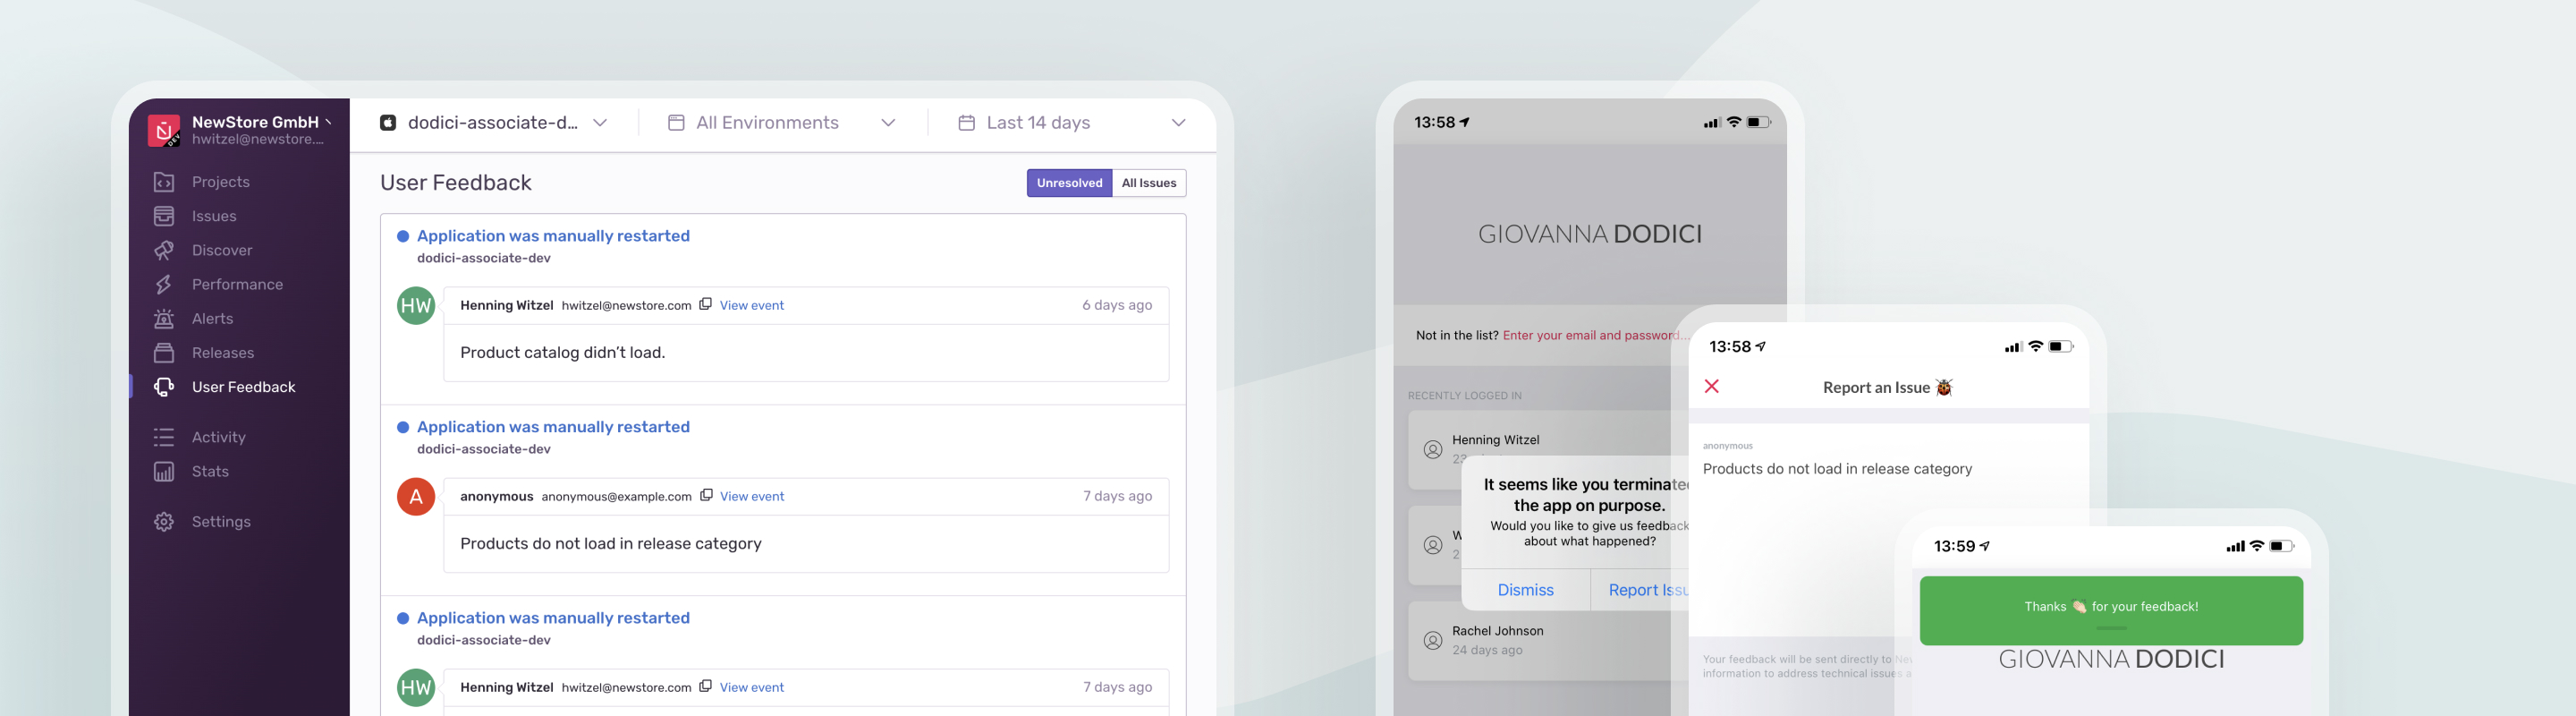 NewStore GmbH
hwitzel@newstore....
Projects
Issues
Discover
Performance
Alerts
Releases
User Feedback
Activity
Stats
Settings
dodici-associate-d...
All Environments
Last 14 days
User Feedback
Unresolved
All Issues
Application was manually restarted
dodici-associate-dev
HW
Henning Witzel hwitzel@newstore.com View event 6 days ago
Product catalog didn’t load.
Application was manually restarted
dodici-associate-dev
A
anonymous anonymous@example.com View event 7 days ago
Products do not load in release category
Application was manually restarted
dodici-associate-dev
HW
Henning Witzel hwitzel@newstore.com View event 7 days ago
13:58
GIOVANNA DODICI
Not in the list? Enter your email and password...
RECENTLY LOGGED IN
Henning Witzel
23
It seems like you terminated
the app on purpose.
Would you like to give us feedback
about what happened?
Dismiss
Report Issu
W
2
Rachel Johnson
24 days ago
13:58
Report an Issue 🐞
anonymous
Products do not load in release category
Your feedback will be sent directly to Ne
information to address technical issues a
13:59
Thanks 👏🏻 for your feedback!
GIOVANNA DODICI